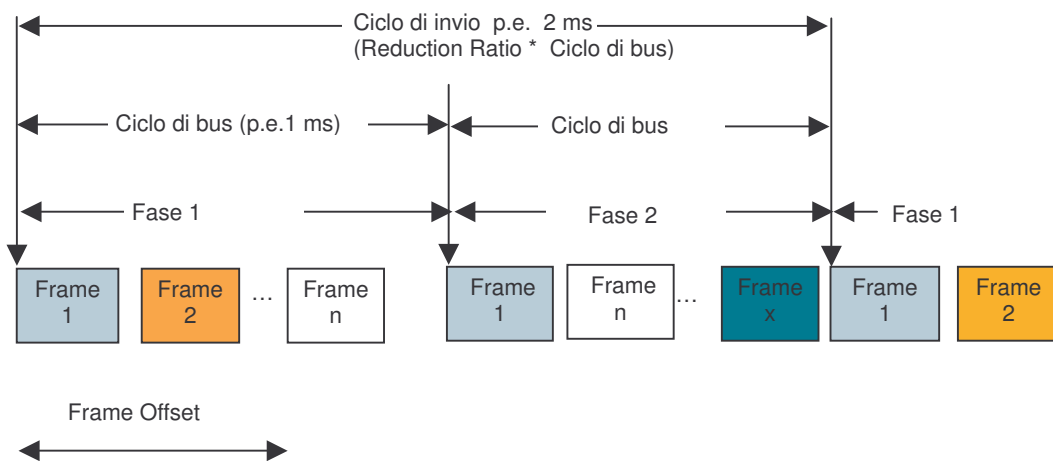 Ciclo di invio p.e. 2 ms
(Reduction Ratio * Ciclo di bus)
Ciclo di bus (p.e.1 ms)
Ciclo di bus
Fase 1
Fase 2
Fase 1
Frame
1
Frame
2
...
Frame
n
Frame
1
Frame
n
...
Frame
x
Frame
1
Frame
2
Frame Offset